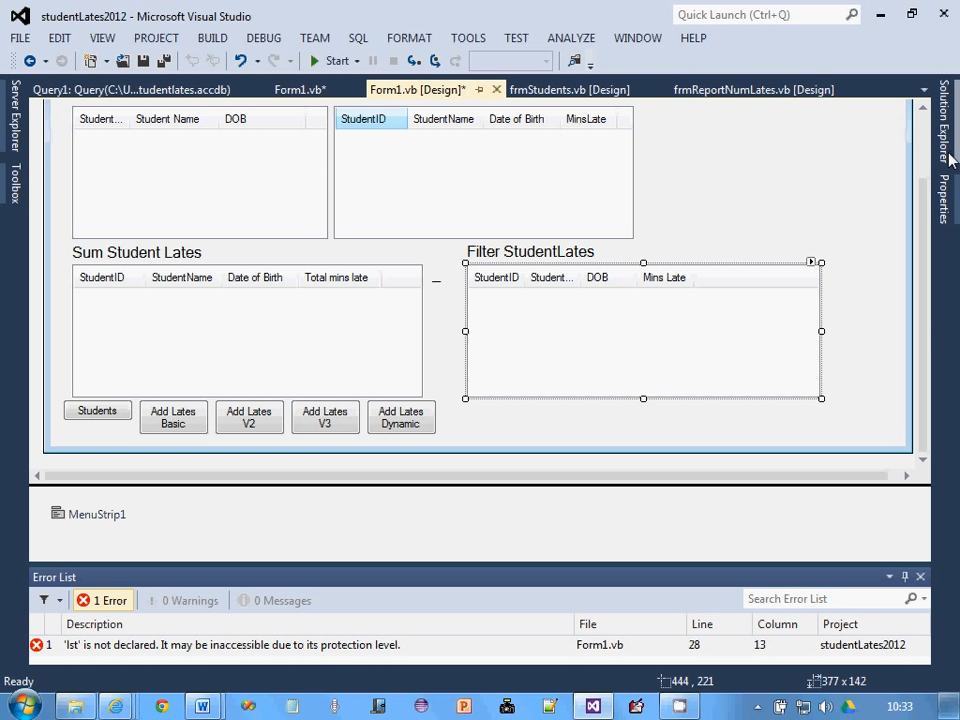 studentLates2012 - Microsoft Visual Studio
Quick Launch (Ctrl+Q)
FILE EDIT VIEW PROJECT BUILD DEBUG TEAM SQL FORMAT TOOLS TEST ANALYZE WINDOW HELP
Start
Query1: Query(C:\U...tudentlates.accdb) Form1.vb* Form1.vb [Design]* frmStudents.vb [Design] frmReportNumLates.vb [Design]
Server Explorer
Toolbox
Solution Explorer
Properties
Student... Student Name DOB
StudentID StudentName Date of Birth MinsLate
Sum Student Lates
Filter StudentLates
StudentID StudentName Date of Birth Total mins late
_
StudentID Student... DOB Mins Late
Students
Add Lates Basic
Add Lates V2
Add Lates V3
Add Lates Dynamic
MenuStrip1
Error List
1 Error 0 Warnings 0 Messages
Search Error List
Description File Line Column Project
1 'lst' is not declared. It may be inaccessible due to its protection level. Form1.vb 28 13 studentLates2012
Ready
444 , 221
377 x 142
10:33